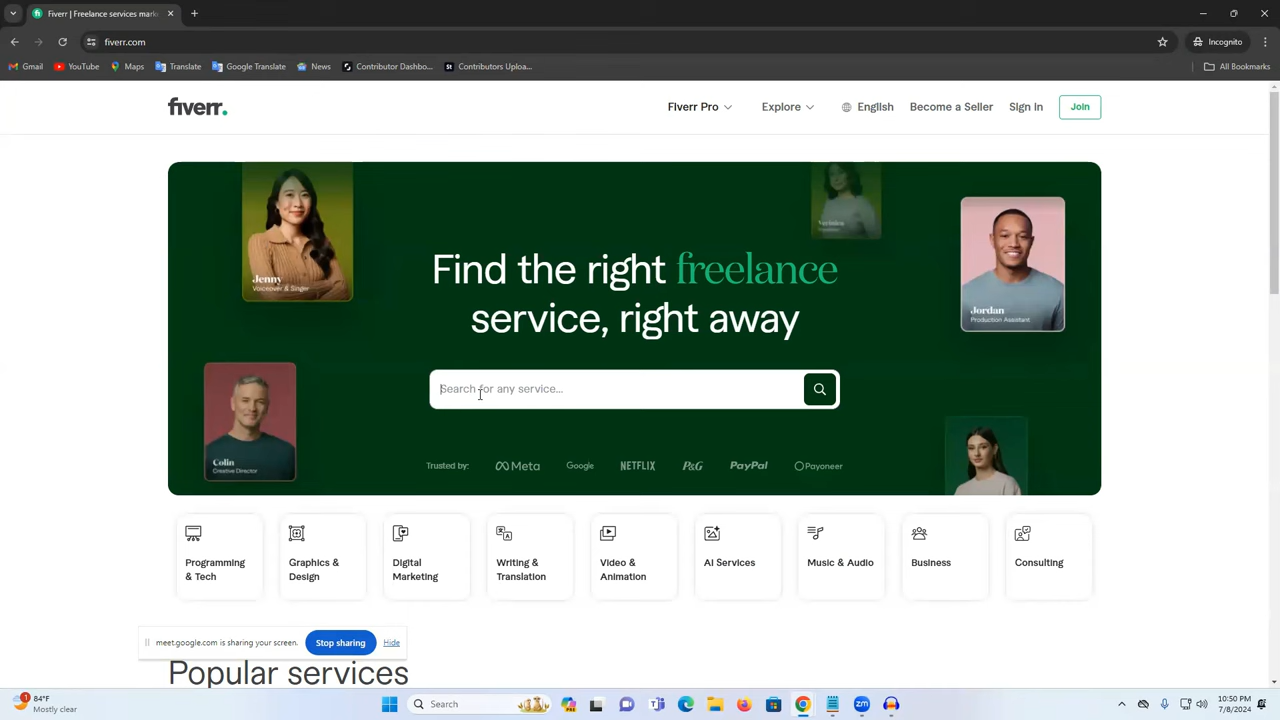 Fiverr | Freelance services mark
fiverr.com
Incognito
Gmail
YouTube
Maps
Translate
Google Translate
News
Contributor Dashbo...
Contributors Uploa...
All Bookmarks
fiverr.
Fiverr Pro
Explore
English
Become a Seller
Sign in
Join
Find the right freelance
service, right away
Jenny
Voiceover & Singer
Jordan
Production Assistant
Colin
Creative Director
Search for any service...
Trusted by:
Meta
Google
NETFLIX
P&G
PayPal
Payoneer
Programming
& Tech
Graphics &
Design
Digital
Marketing
Writing &
Translation
Video &
Animation
AI Services
Music & Audio
Business
Consulting
meet.google.com is sharing your screen.
Stop sharing
Hide
Popular services
1
84°F
Mostly clear
Search
10:50 PM
7/8/2024